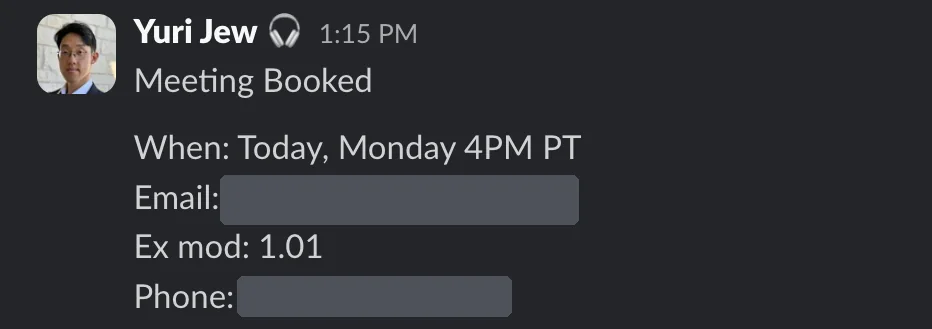 Yuri Jew 🎧 1:15 PM
Meeting Booked
When: Today, Monday 4PM PT
Email:
Ex mod: 1.01
Phone: